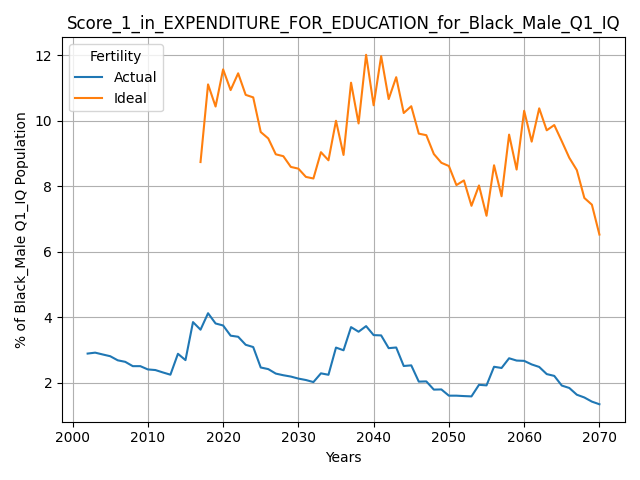 Score_1_in_EXPENDITURE_FOR_EDUCATION_for_Black_Male_Q1_IQ
Fertility
Actual
Ideal
% of Black_Male Q1_IQ Population
12
10
8
6
4
2
2000 2010 2020 2030 2040 2050 2060 2070
Years